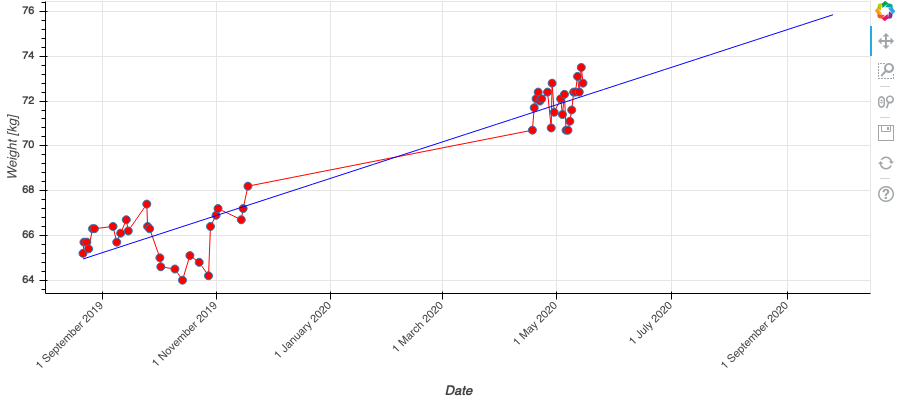 76
74
72
70
68
66
64
Weight [kg]
1 September 2019
1 November 2019
1 January 2020
1 March 2020
1 May 2020
1 July 2020
1 September 2020
Date
?